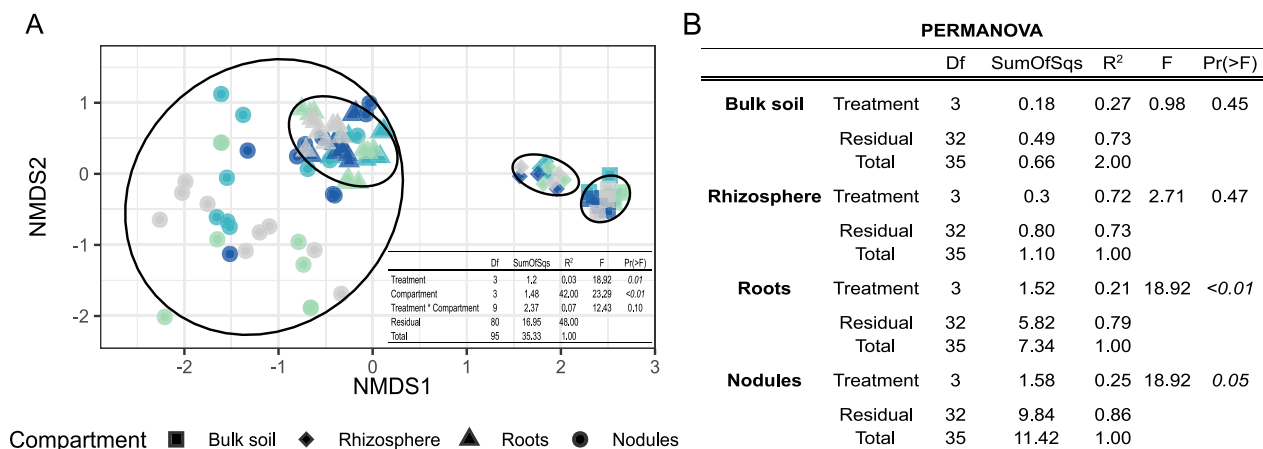 A
NMDS2
1
0
-1
-2
-2
-1
0
1
2
3
NMDS1
Df SumOfSqs R² F Pr(>F)
Treatment 3 1.2 0.03 18.92 0.01
Compartment 3 1.48 42.00 23.29 <0.01
Treatment * Compartment 9 2.37 0.07 12.43 0.10
Residual 80 16.95 48.00
Total 95 35.33 1.00
Compartment Bulk soil Rhizosphere Roots Nodules
B
PERMANOVA
Df SumOfSqs R² F Pr(>F)
Bulk soil Treatment 3 0.18 0.27 0.98 0.45
Residual 32 0.49 0.73
Total 35 0.66 2.00
Rhizosphere Treatment 3 0.3 0.72 2.71 0.47
Residual 32 0.80 0.73
Total 35 1.10 1.00
Roots Treatment 3 1.52 0.21 18.92 <0.01
Residual 32 5.82 0.79
Total 35 7.34 1.00
Nodules Treatment 3 1.58 0.25 18.92 0.05
Residual 32 9.84 0.86
Total 35 11.42 1.00